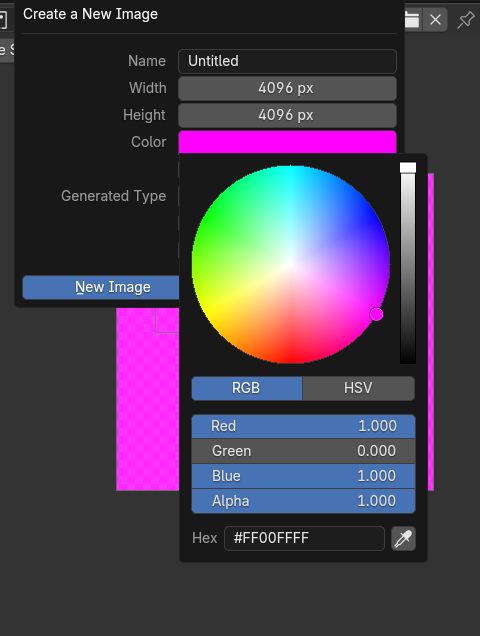 Create a New Image
Name Untitled
Width 4096 px
Height 4096 px
Color
Generated Type
New Image
RGB HSV
Red 1.000
Green 0.000
Blue 1.000
Alpha 1.000
Hex #FF00FFFF